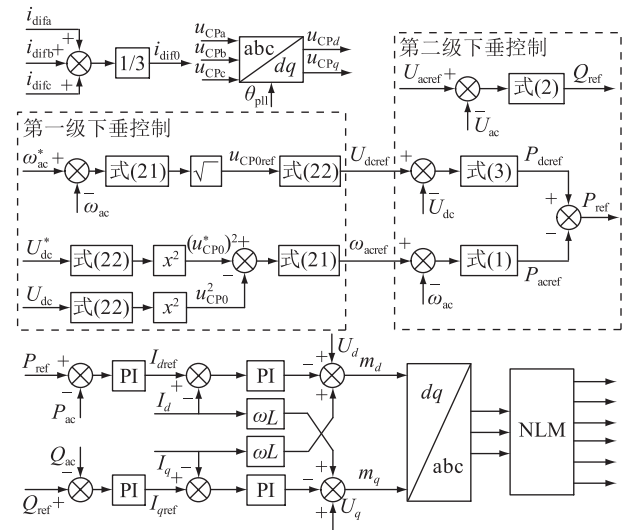 i_difa
i_difb
i_difc
+
+
+
1/3
i_dif0
u_CPa
u_CPb
u_CPc
abc
dq
θ_pll
u_CPd
u_CPq
第二级下垂控制
U_acref
+
−
U_ac
式(2)
Q_ref
第一级下垂控制
ω*_ac
+
−
ω_ac
式(21)
√
u_CP0ref
式(22)
U_dcref
+
−
U_dc
式(3)
P_dcref
+
−
P_ref
U*_dc
式(22)
x²
(u*_CP0)²
+
−
式(21)
ω_acref
+
−
ω_ac
式(1)
P_acref
U_dc
式(22)
x²
u²_CP0
P_ref
+
−
P_ac
PI
I_dref
+
−
I_d
PI
−
+
+
U_d
m_d
ωL
ωL
dq
abc
NLM
Q_ac
−
Q_ref
+
PI
I_qref
+
−
I_q
PI
−
+
+
U_q
m_q